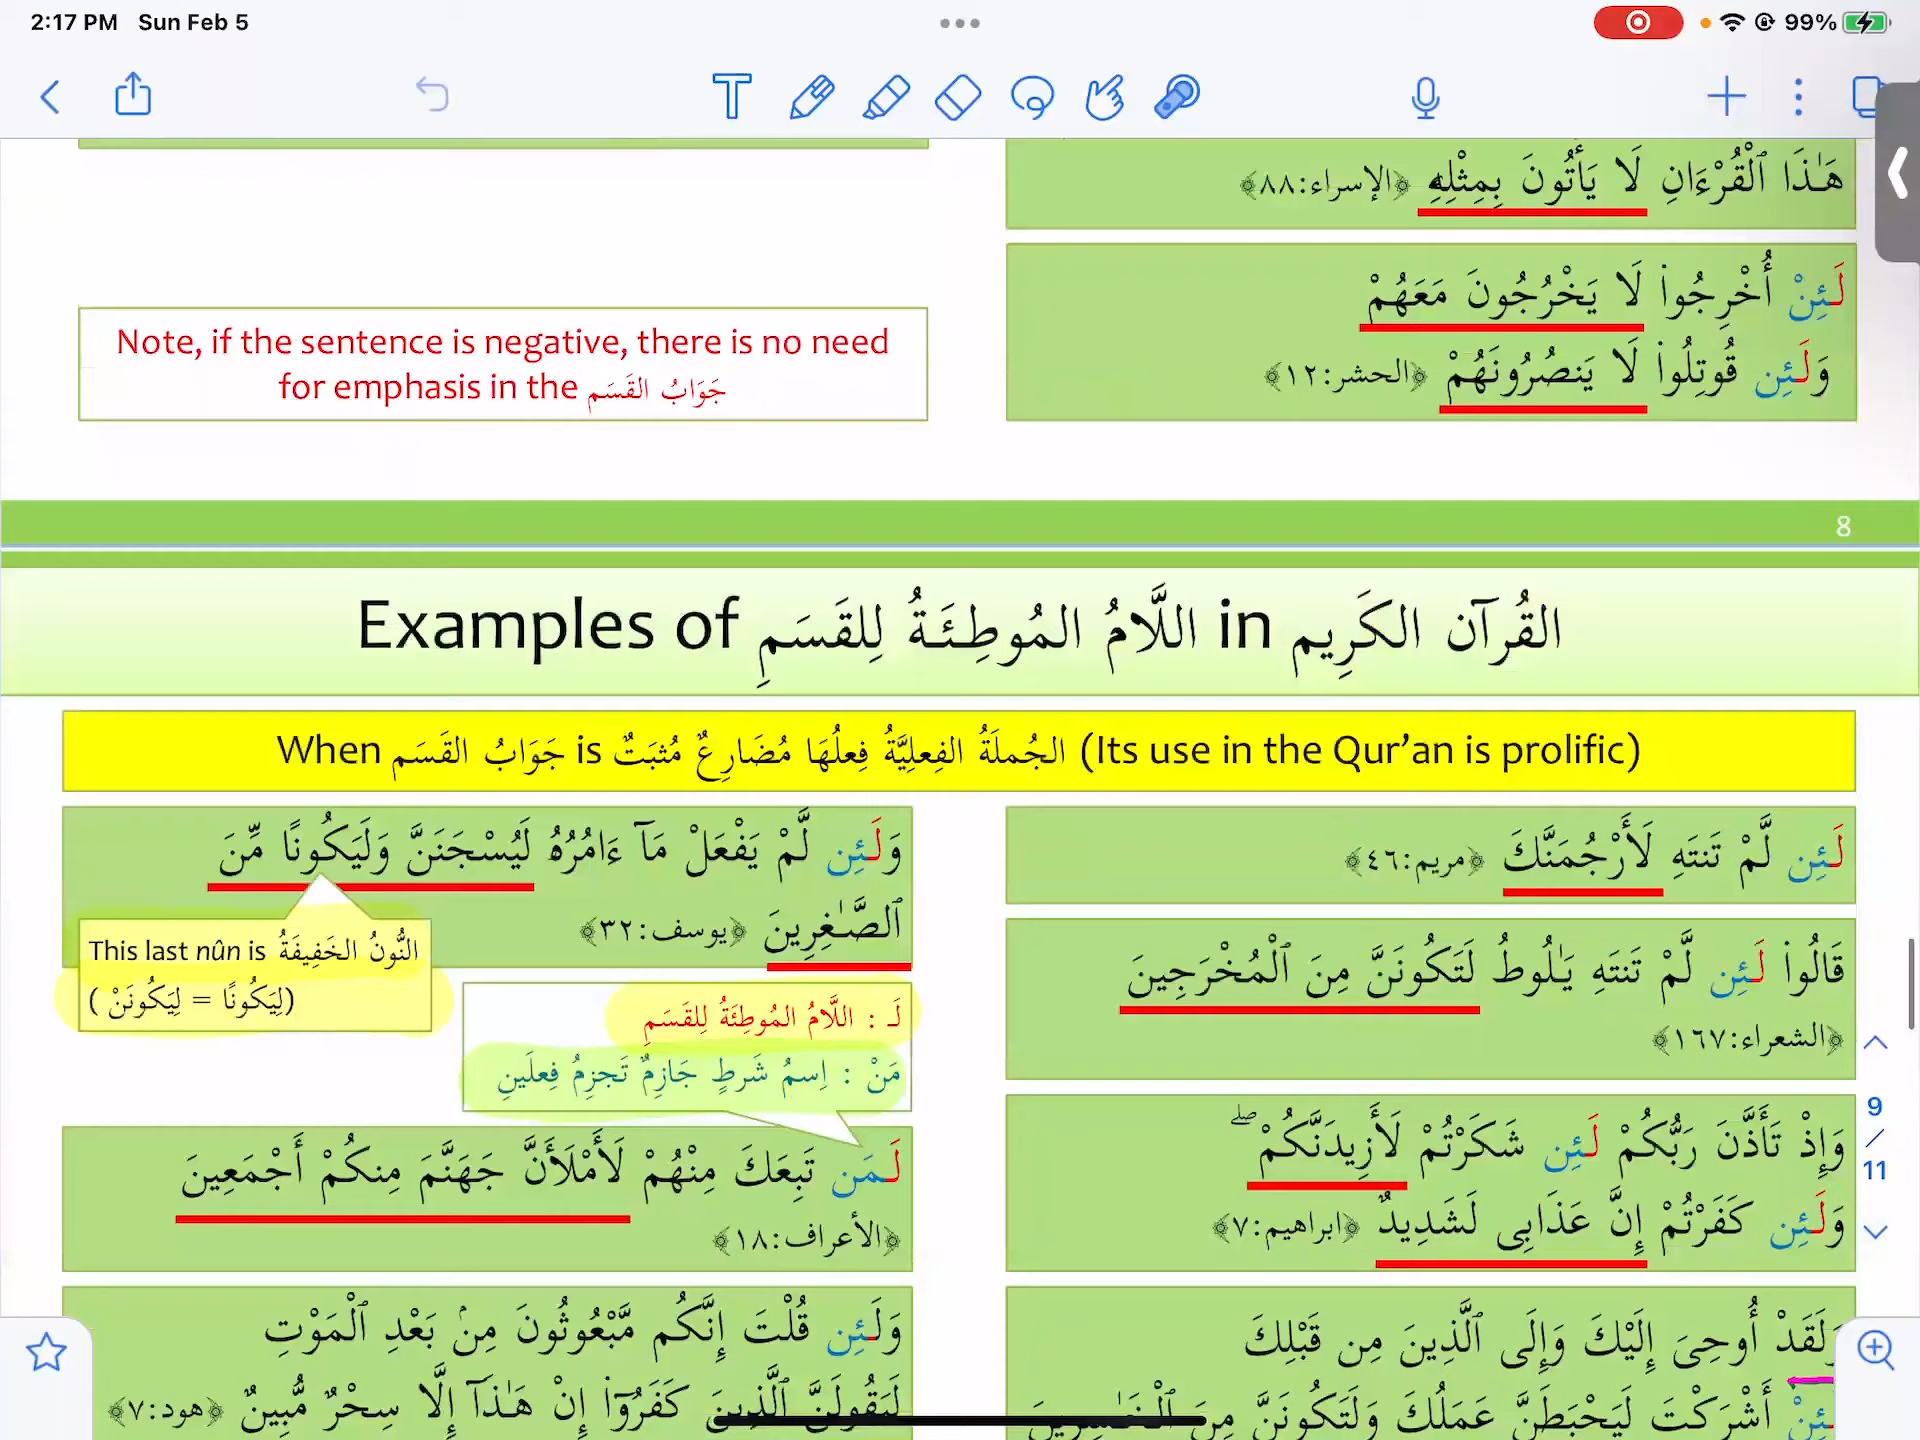 2:17 PM Sun Feb 5
99%
هَـٰذَا ٱلْقُرْءَانِ لَا يَأْتُونَ بِمِثْلِهِۦ ﴿الإسراء:٨٨﴾
لَئِنْ أُخْرِجُوا۟ لَا يَخْرُجُونَ مَعَهُمْ
وَلَئِن قُوتِلُوا۟ لَا يَنصُرُونَهُمْ ﴿الحشر:١٢﴾
Note, if the sentence is negative, there is no need
for emphasis in the جَوَابُ القَسَم
8
Examples of اللَّامُ المُوطِئَةُ لِلقَسَمِ in القُرآن الكَرِيم
When جَوَابُ القَسَم is الجُملَةُ الفِعلِيَّةُ فِعلُهَا مُضَارِعٌ مُثبَتٌ (Its use in the Qur’an is prolific)
لَئِن لَّمْ تَنتَهِ لَأَرْجُمَنَّكَ ﴿مريم:٤٦﴾
قَالُوا۟ لَئِن لَّمْ تَنتَهِ يَـٰلُوطُ لَتَكُونَنَّ مِنَ ٱلْمُخْرَجِينَ
﴿الشعراء:١٦٧﴾
وَإِذْ تَأَذَّنَ رَبُّكُمْ لَئِن شَكَرْتُمْ لَأَزِيدَنَّكُمْ ۖ
وَلَئِن كَفَرْتُمْ إِنَّ عَذَابِى لَشَدِيدٌ ﴿ابراهيم:٧﴾
وَلَقَدْ أُوحِىَ إِلَيْكَ وَإِلَى ٱلَّذِينَ مِن قَبْلِكَ
لَئِنْ أَشْرَكْتَ لَيَحْبَطَنَّ عَمَلُكَ وَلَتَكُونَنَّ مِنَ ٱلْخَـٰسِرِينَ
وَلَئِن لَّمْ يَفْعَلْ مَآ ءَامُرُهُۥ لَيُسْجَنَنَّ وَلَيَكُونًا مِّنَ
ٱلصَّـٰغِرِينَ ﴿يوسف:٣٢﴾
This last nûn is النُّونُ الخَفِيفَةُ
(لِيَكُونًا = لِيَكُونَنْ )
لَـ : اللَّامُ المُوطِئَةُ لِلقَسَمِ
مَنْ : اِسمُ شَرطٍ جَازِمٌ تَجزِمُ فِعلَينِ
لَمَن تَبِعَكَ مِنْهُمْ لَأَمْلَأَنَّ جَهَنَّمَ مِنكُمْ أَجْمَعِينَ
﴿الأعراف:١٨﴾
وَلَئِن قُلْتَ إِنَّكُم مَّبْعُوثُونَ مِنۢ بَعْدِ ٱلْمَوْتِ
لَيَقُولَنَّ ٱلَّذِينَ كَفَرُوٓا۟ إِنْ هَـٰذَآ إِلَّا سِحْرٌ مُّبِينٌ ﴿هود:٧﴾
9
/
11